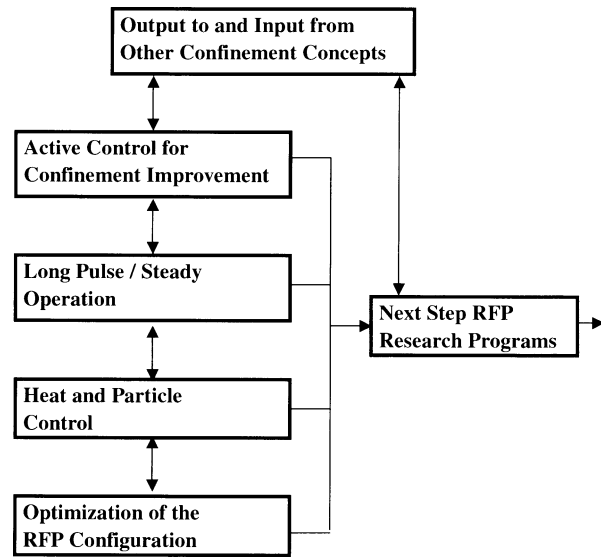 Output to and Input from
Other Confinement Concepts
Active Control for
Confinement Improvement
Long Pulse / Steady
Operation
Next Step RFP
Research Programs
Heat and Particle
Control
Optimization of the
RFP Configuration